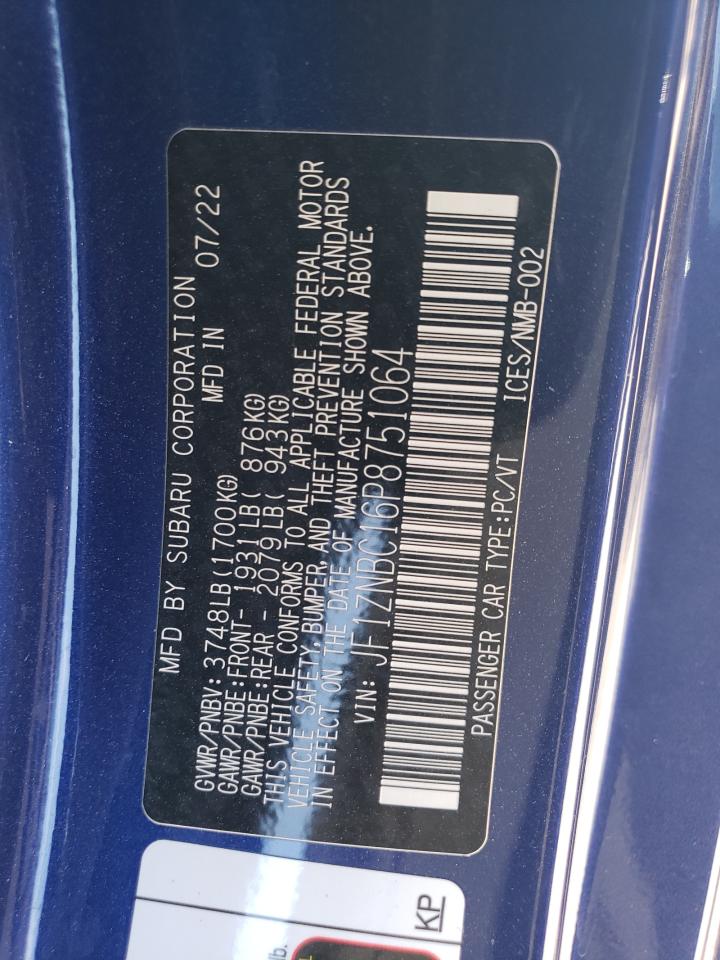 MFD BY SUBARU CORPORATION
MFD IN 07/22
GVWR/PNBV: 3748LB(1700KG)
GAWR/PNBE:FRONT- 1931LB( 876KG)
GAWR/PNBE:REAR - 2079LB( 943KG)
THIS VEHICLE CONFORMS TO ALL APPLICABLE FEDERAL MOTOR
VEHICLE SAFETY,BUMPER,AND THEFT PREVENTION STANDARDS
IN EFFECT ON THE DATE OF MANUFACTURE SHOWN ABOVE.
VIN: JF1ZNBC16P8751064
PASSENGER CAR TYPE:PC/VT ICES/NMB-002
KP
lb.